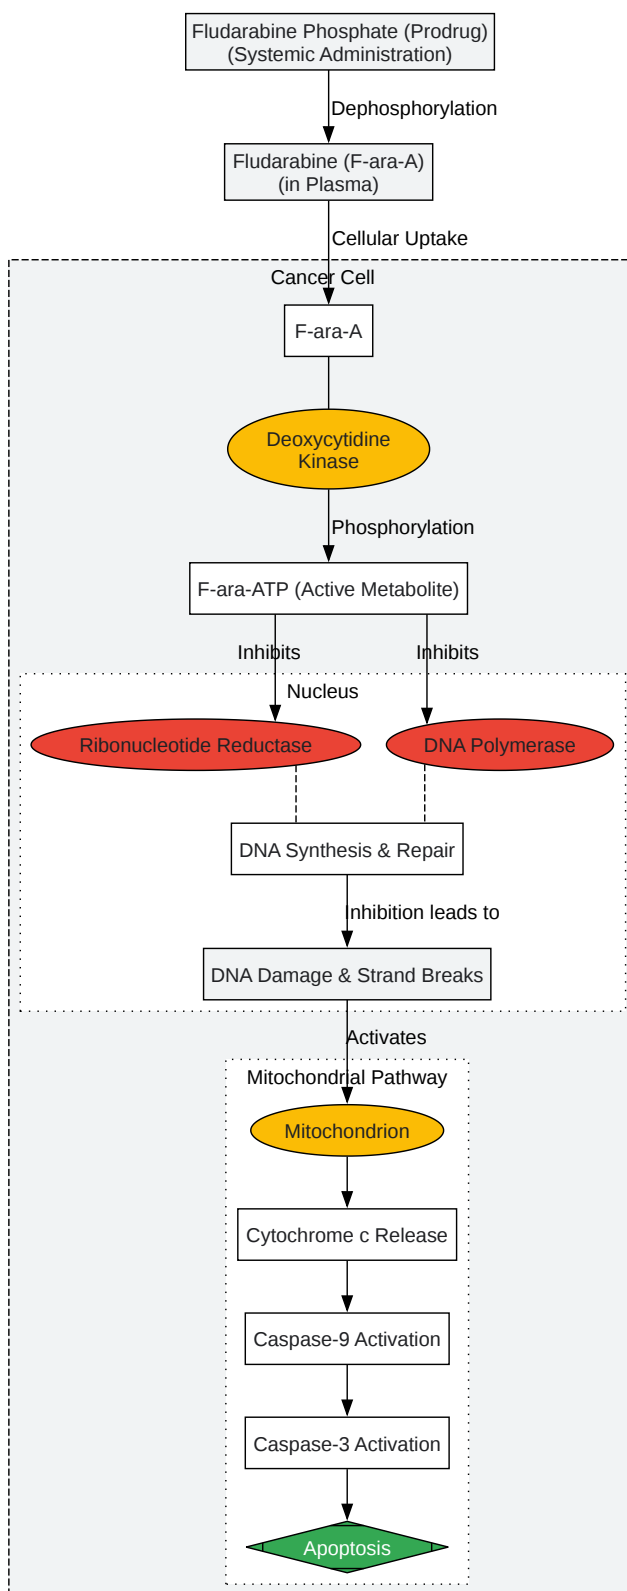 Fludarabine Phosphate (Prodrug)
(Systemic Administration)
Dephosphorylation
Fludarabine (F-ara-A)
(in Plasma)
Cellular Uptake
Cancer Cell
F-ara-A
Deoxycytidine
Kinase
Phosphorylation
F-ara-ATP (Active Metabolite)
Inhibits
Inhibits
Nucleus
Ribonucleotide Reductase
DNA Polymerase
DNA Synthesis & Repair
Inhibition leads to
DNA Damage & Strand Breaks
Activates
Mitochondrial Pathway
Mitochondrion
Cytochrome c Release
Caspase-9 Activation
Caspase-3 Activation
Apoptosis